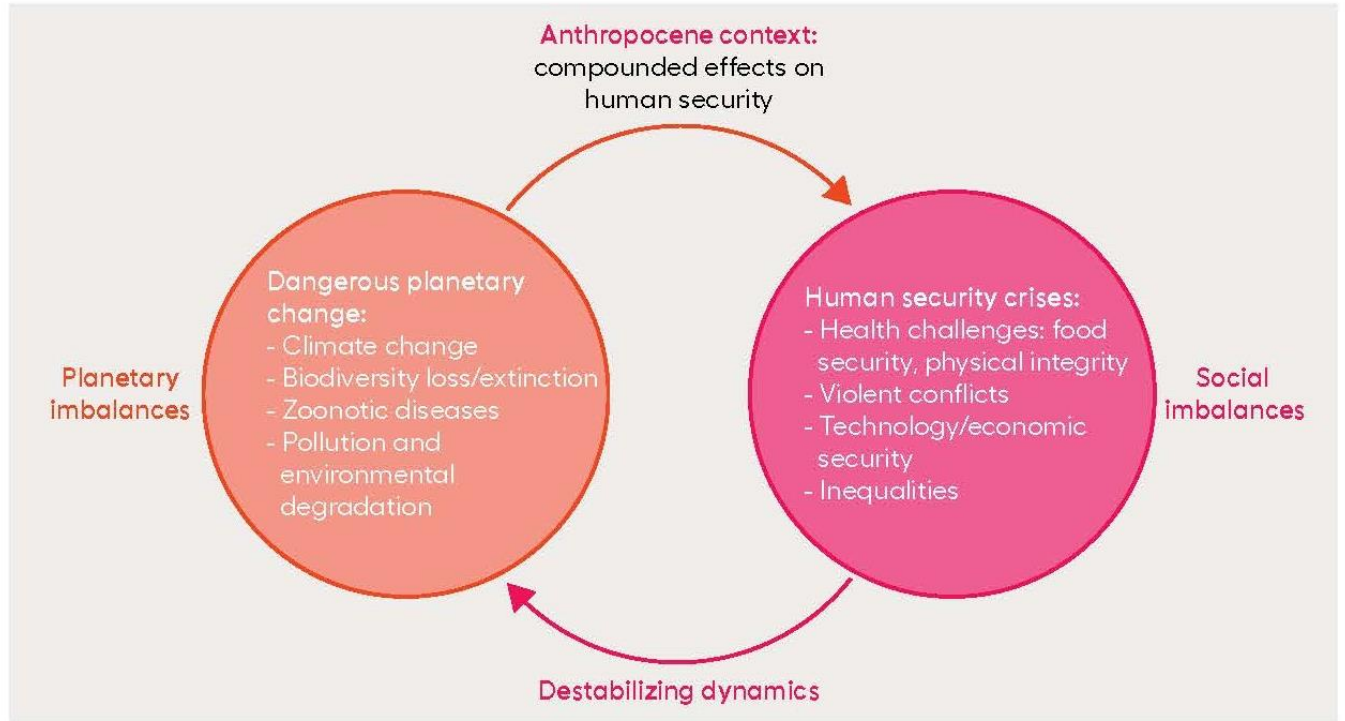 Anthropocene context:
compounded effects on
human security
Planetary
imbalances
Dangerous planetary
change:
- Climate change
- Biodiversity loss/extinction
- Zoonotic diseases
- Pollution and
environmental
degradation
Human security crises:
- Health challenges: food
security, physical integrity
- Violent conflicts
- Technology/economic
security
- Inequalities
Social
imbalances
Destabilizing dynamics